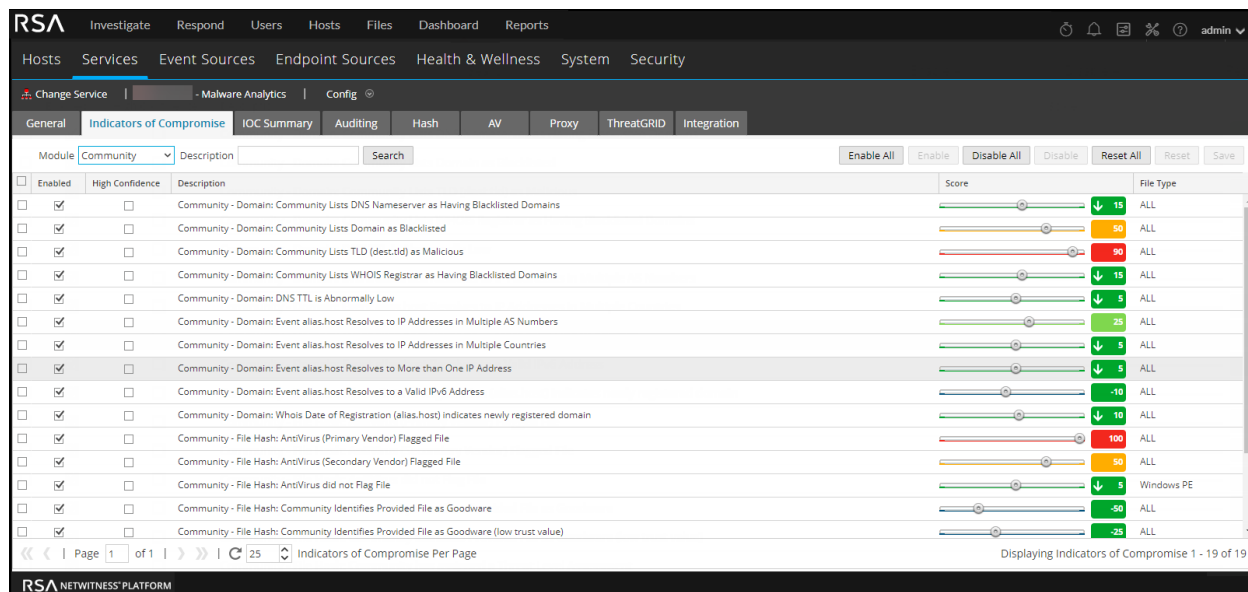 RSA Investigate Respond Users Hosts Files Dashboard Reports admin
Hosts Services Event Sources Endpoint Sources Health & Wellness System Security
Change Service | - Malware Analytics | Config
General Indicators of Compromise IOC Summary Auditing Hash AV Proxy ThreatGRID Integration
Module Community Description Search Enable All Enable Disable All Disable Reset All Reset Save
Enabled High Confidence Description Score File Type
Community - Domain: Community Lists DNS Nameserver as Having Blacklisted Domains 15 ALL
Community - Domain: Community Lists Domain as Blacklisted 50 ALL
Community - Domain: Community Lists TLD (dest.tld) as Malicious 90 ALL
Community - Domain: Community Lists WHOIS Registrar as Having Blacklisted Domains 15 ALL
Community - Domain: DNS TTL is Abnormally Low 5 ALL
Community - Domain: Event alias.host Resolves to IP Addresses in Multiple AS Numbers 25 ALL
Community - Domain: Event alias.host Resolves to IP Addresses in Multiple Countries 5 ALL
Community - Domain: Event alias.host Resolves to More than One IP Address 5 ALL
Community - Domain: Event alias.host Resolves to a Valid IPv6 Address -10 ALL
Community - Domain: Whois Date of Registration (alias.host) indicates newly registered domain 10 ALL
Community - File Hash: AntiVirus (Primary Vendor) Flagged File 100 ALL
Community - File Hash: AntiVirus (Secondary Vendor) Flagged File 50 ALL
Community - File Hash: AntiVirus did not Flag File 5 Windows PE
Community - File Hash: Community Identifies Provided File as Goodware -50 ALL
Community - File Hash: Community Identifies Provided File as Goodware (low trust value) -25 ALL
Page 1 of 1 | 25 Indicators of Compromise Per Page Displaying Indicators of Compromise 1 - 19 of 19
RSA NETWITNESS® PLATFORM